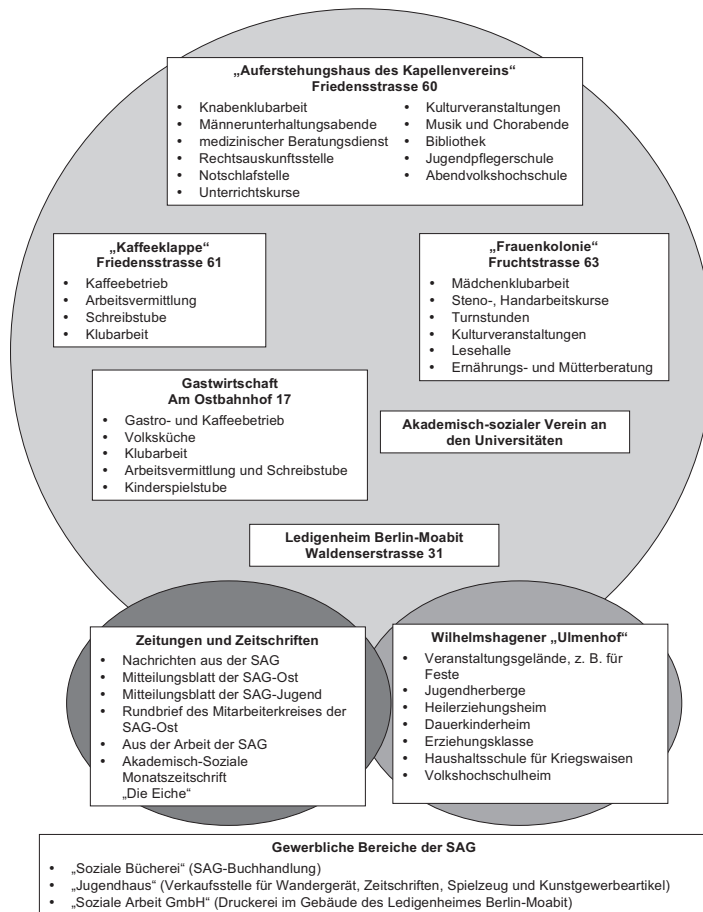 „Auferstehungshaus des Kapellenvereins“
Friedensstrasse 60
• Knabenklubarbeit
• Männerunterhaltungsabende
• medizinischer Beratungsdienst
• Rechtsauskunftsstelle
• Notschlafstelle
• Unterrichtskurse
• Kulturveranstaltungen
• Musik und Chorabende
• Bibliothek
• Jugendpflegerschule
• Abendvolkshochschule
„Kaffeeklappe“
Friedensstrasse 61
• Kaffeebetrieb
• Arbeitsvermittlung
• Schreibstube
• Klubarbeit
„Frauenkolonie“
Fruchtstrasse 63
• Mädchenklubarbeit
• Steno-, Handarbeitskurse
• Turnstunden
• Kulturveranstaltungen
• Lesehalle
• Ernährungs- und Mütterberatung
Gastwirtschaft
Am Ostbahnhof 17
• Gastro- und Kaffeebetrieb
• Volksküche
• Klubarbeit
• Arbeitsvermittlung und Schreibstube
• Kinderspielstube
Akademisch-sozialer Verein an
den Universitäten
Ledigenheim Berlin-Moabit
Waldenserstrasse 31
Zeitungen und Zeitschriften
• Nachrichten aus der SAG
• Mitteilungsblatt der SAG-Ost
• Mitteilungsblatt der SAG-Jugend
• Rundbrief des Mitarbeiterkreises der
SAG-Ost
• Aus der Arbeit der SAG
• Akademisch-Soziale
Monatszeitschrift
„Die Eiche“
Wilhelmshagener „Ulmenhof“
• Veranstaltungsgelände, z. B. für
Feste
• Jugendherberge
• Heilerziehungsheim
• Dauerkinderheim
• Erziehungsklasse
• Haushaltsschule für Kriegswaisen
• Volkshochschulheim
Gewerbliche Bereiche der SAG
• „Soziale Bücherei“ (SAG-Buchhandlung)
• „Jugendhaus“ (Verkaufsstelle für Wandergerät, Zeitschriften, Spielzeug und Kunstgewerbeartikel)
• „Soziale Arbeit GmbH“ (Druckerei im Gebäude des Ledigenheimes Berlin-Moabit)